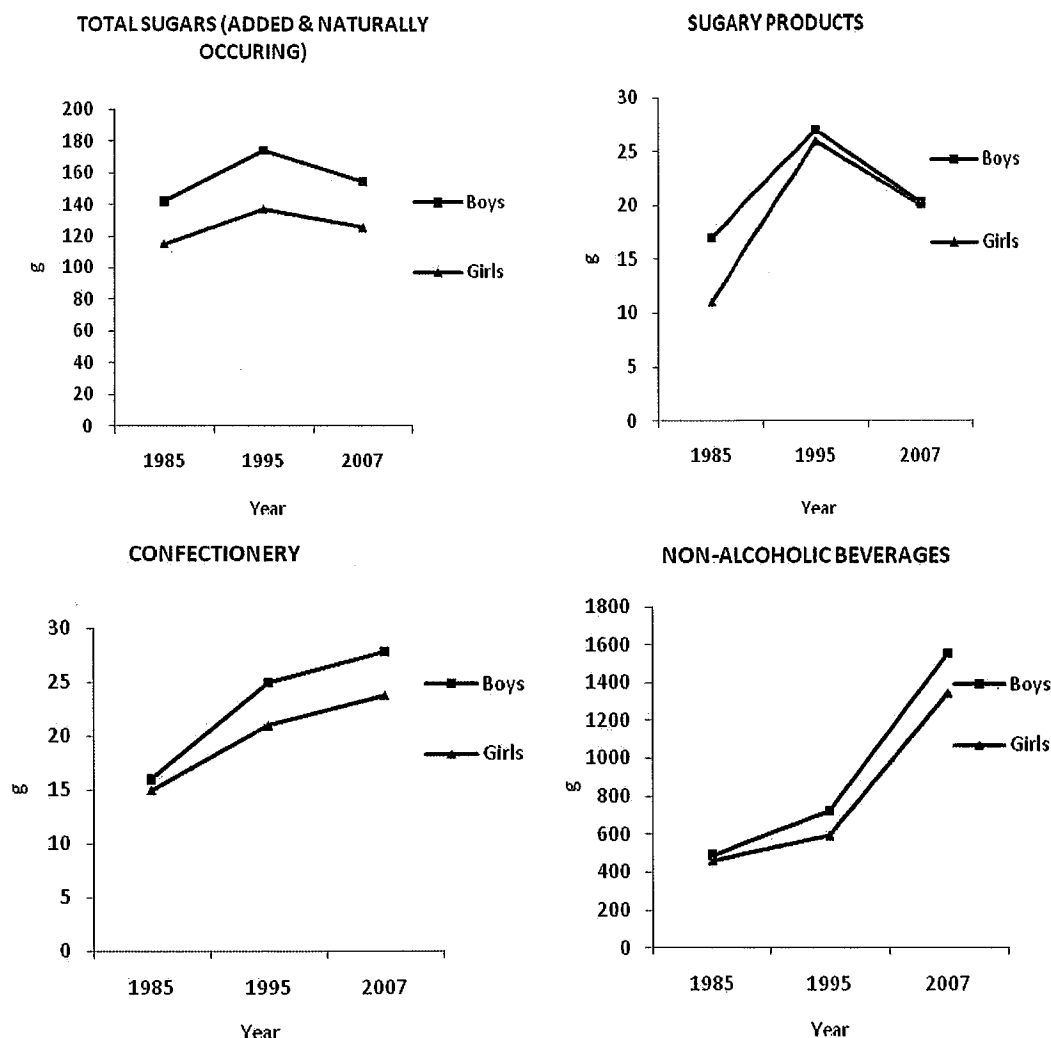 TOTAL SUGARS (ADDED & NATURALLY
OCCURING)
200
180
160
140
120
100
80
60
40
20
0
g
1985 1995 2007
Year
Boys
Girls
SUGARY PRODUCTS
30
25
20
15
10
5
0
g
1985 1995 2007
Year
Boys
Girls
CONFECTIONERY
30
25
20
15
10
5
0
g
1985 1995 2007
Year
Boys
Girls
NON-ALCOHOLIC BEVERAGES
1800
1600
1400
1200
1000
800
600
400
200
0
g
1985 1995 2007
Year
Boys
Girls